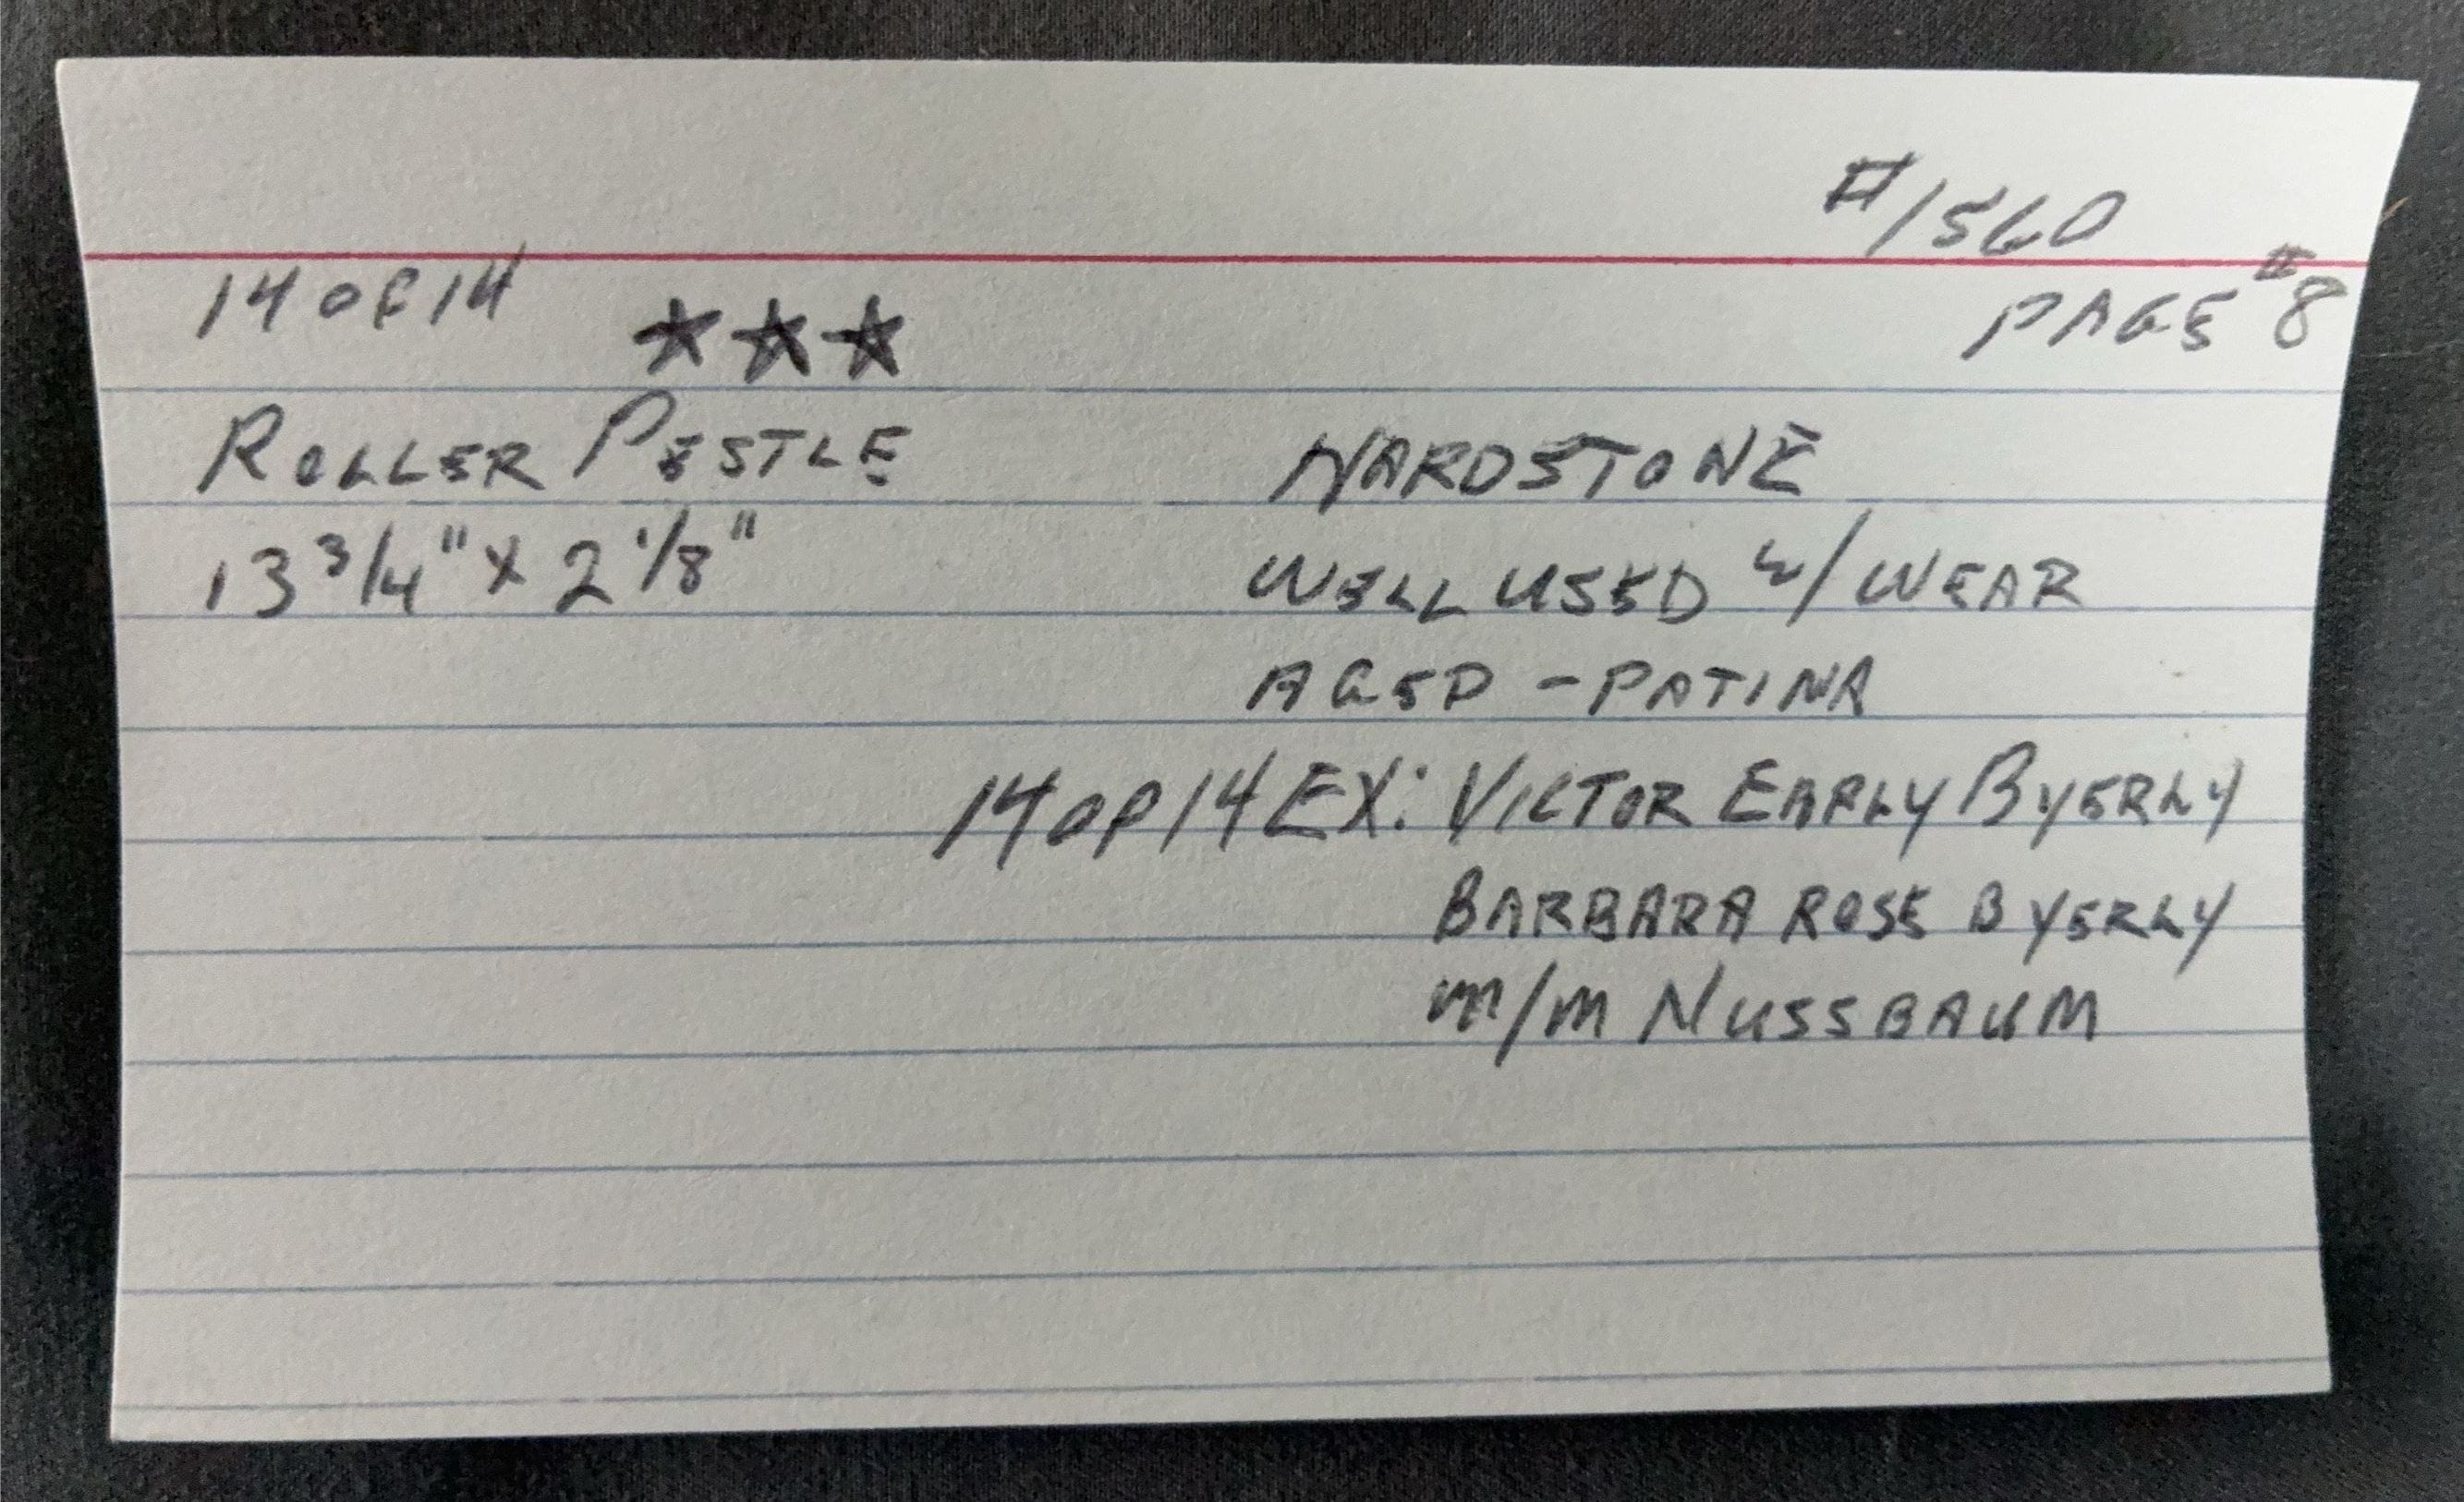 #1560
14 OF 14 ★★★ PAGE #8
ROLLER PESTLE HARDSTONE
13 3/4" X 2 1/8" WELL USED W/ WEAR
AGED - PATINA
14 OF 14 EX: VICTOR EARLY BYERLY
BARBARA ROSE BYERLY
M/M NUSSBAUM